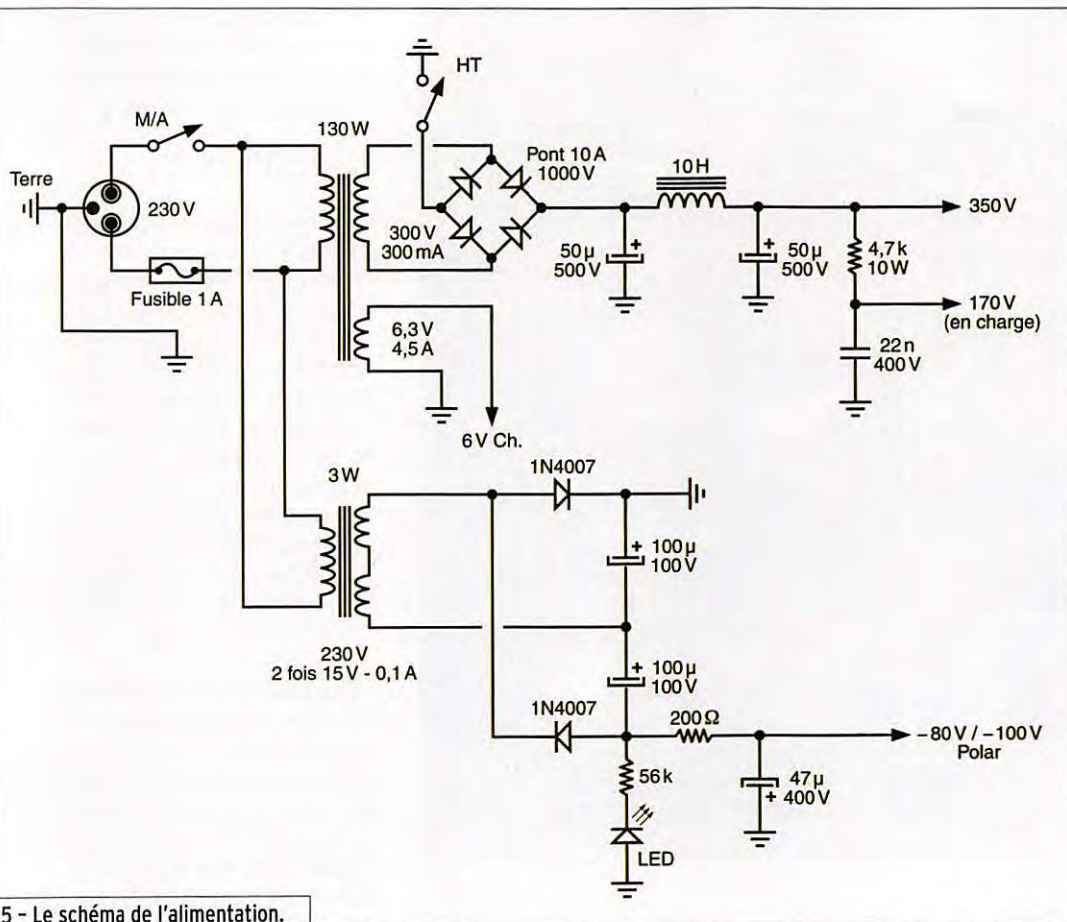 HT
M/A
130 W
Pont 10 A
1000 V
10 H
Terre
230 V
300 V
300 mA
350 V
50 µ
500 V
50 µ
500 V
4,7 k
10 W
Fusible 1 A
170 V
(en charge)
6,3 V
4,5 A
22 n
400 V
6 V Ch.
3 W
1N4007
100 µ
100 V
230 V
2 fois 15 V - 0,1 A
100 µ
100 V
1N4007
200 Ω
–80 V / –100 V
Polar
56 k
47 µ
400 V
LED
5 – Le schéma de l'alimentation.